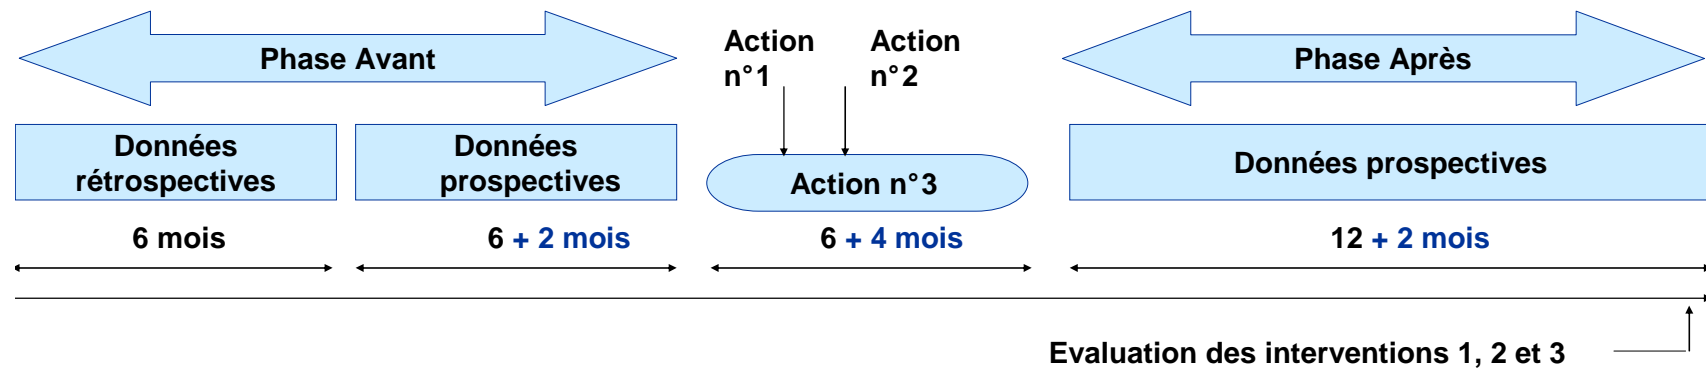 Phase Avant
Action
n°1
Action
n°2
Phase Après
Données
rétrospectives
Données
prospectives
Action n°3
Données prospectives
6 mois
6 + 2 mois
6 + 4 mois
12 + 2 mois
Evaluation des interventions 1, 2 et 3